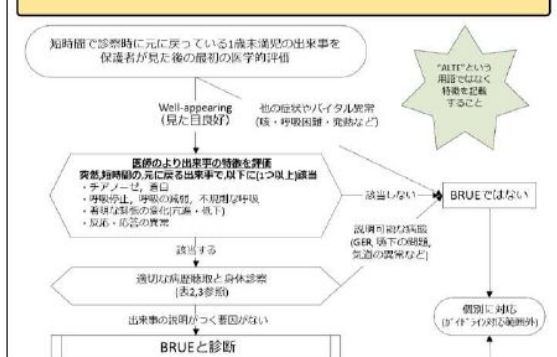 短時間で診察時に元に戻っている1歳未満児の出来事を
保護者が見た後の最初の医学的評価
"ALTE"という
用語ではなく
特徴を記載
すること
Well-appearing
(見た目良好)
他の症状やバイタル異常
(咳・呼吸困難・発熱など)
医師のより出来事の特徴を評価
突然,短時間の,元に戻る出来事で,以下に(1つ以上)該当
・チアノーゼ,蒼白
・呼吸停止,呼吸の減弱,不規則な呼吸
・著明な緊張の変化(亢進・低下)
・反応・応答の異常
該当しない
BRUEではない
該当する
説明可能な病態
(GER, 嚥下の問題,
気道の異常など)
適切な病歴聴取と身体診察
(表2,3参照)
出来事の説明がつく要因がない
個別に対応
(ガイドライン対応範囲外)
BRUEと診断